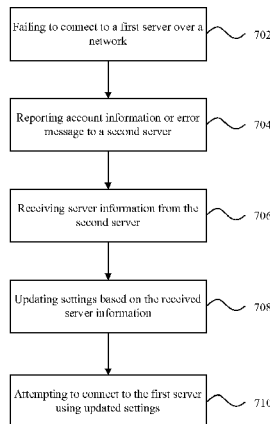 Failing to connect to a first server over a
network
702
Reporting account information or error
message to a second server
704
Receiving server information from the
second server
706
Updating settings based on the received
server information
708
Attempting to connect to the first server
using updated settings
710